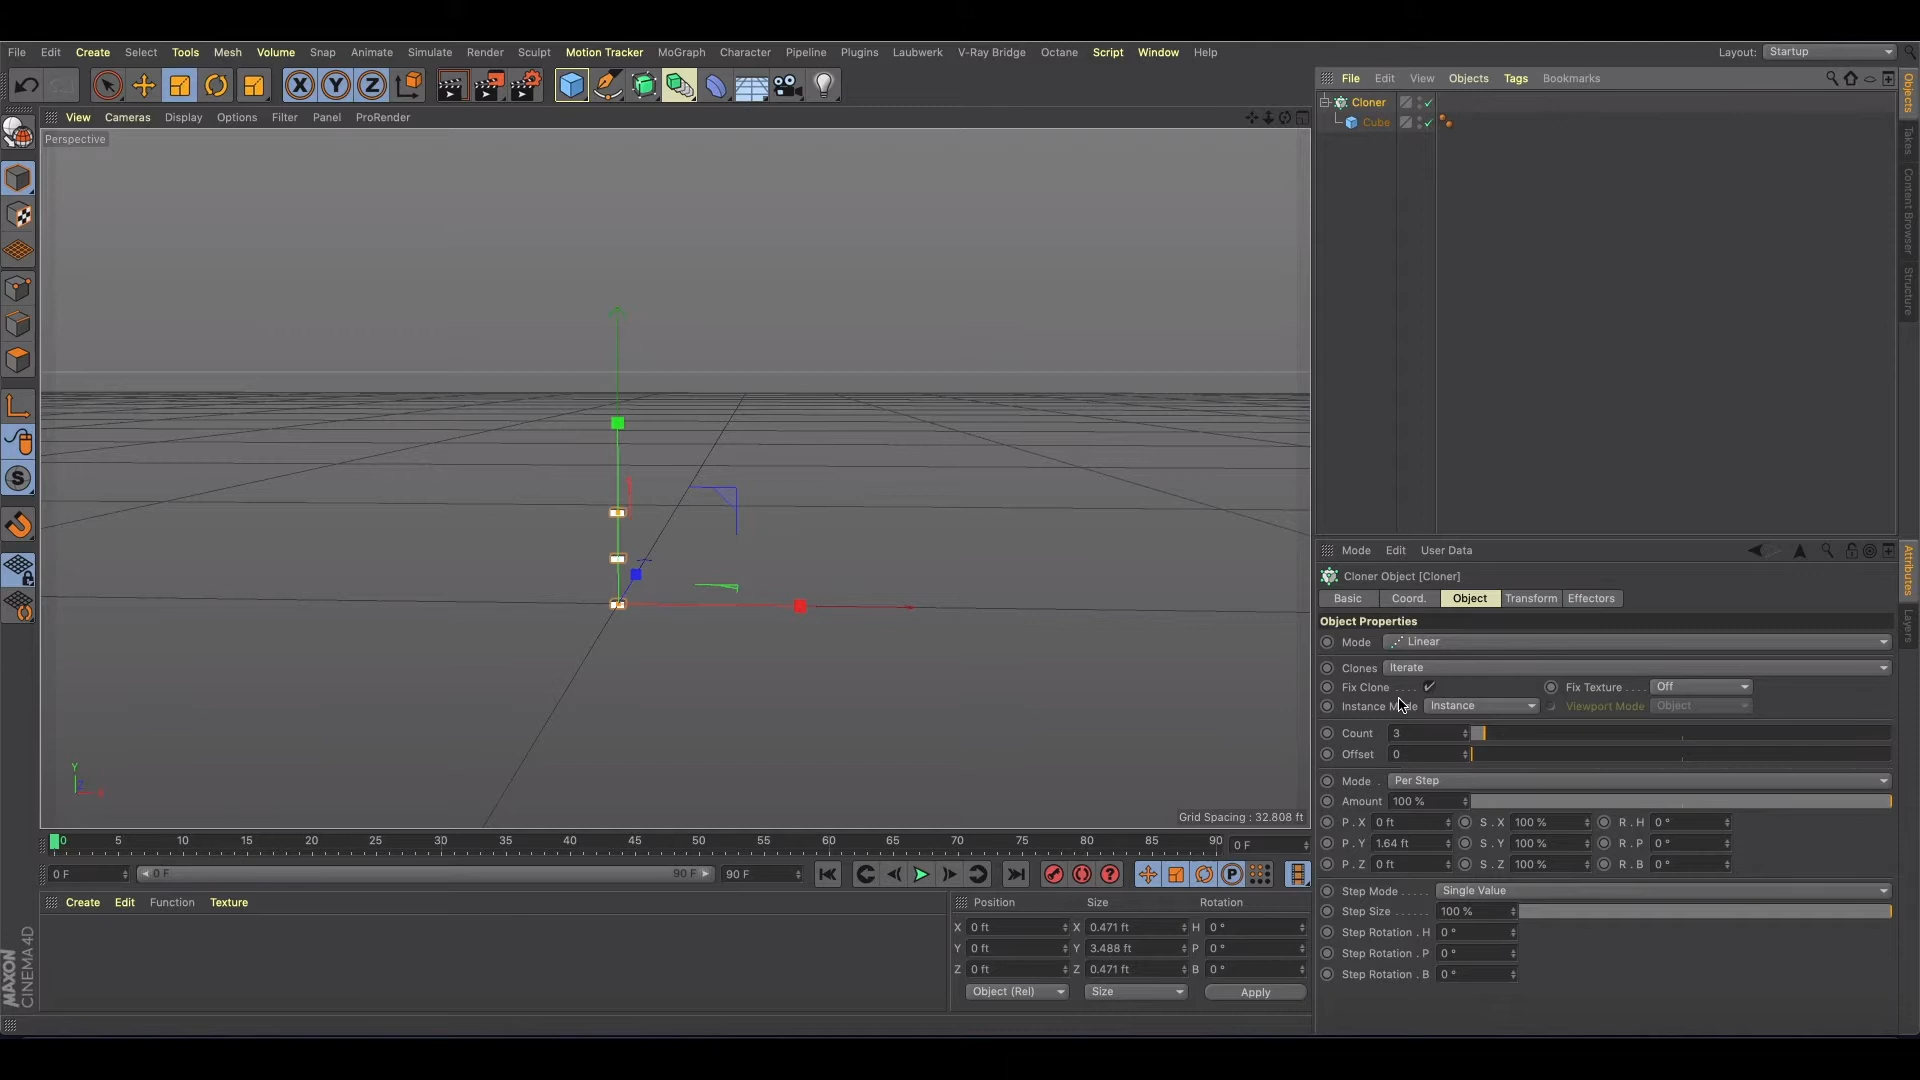 File Edit Create Select Tools Mesh Volume Snap Animate Simulate Render Sculpt Motion Tracker MoGraph Character Pipeline Plugins Laubwerk V-Ray Bridge Octane Script Window Help Layout: Startup
X Y Z
File Edit View Objects Tags Bookmarks
View Cameras Display Options Filter Panel ProRender
Perspective
Cloner
Cube
Objects
Takes
Content Browser
Structure
Mode Edit User Data
Cloner Object [Cloner]
Basic Coord. Object Transform Effectors
Object Properties
Mode Linear
Clones Iterate
Fix Clone .... Fix Texture .... Off
Instance Mode Instance Viewport Mode Object
Count 3
Offset 0
Mode . Per Step
Amount 100 %
P . X 0 ft S . X 100 % R . H 0 °
P . Y 1.64 ft S . Y 100 % R . P 0 °
P . Z 0 ft S . Z 100 % R . B 0 °
Step Mode ..... Single Value
Step Size ...... 100 %
Step Rotation . H 0 °
Step Rotation . P 0 °
Step Rotation . B 0 °
Attributes
Layers
Y
Grid Spacing : 32.808 ft
0 5 10 15 20 25 30 35 40 45 50 55 60 65 70 75 80 85 90 0 F
0 F 0 F 90 F 90 F
P
Create Edit Function Texture
Position Size Rotation
X 0 ft X 0.471 ft H 0 °
Y 0 ft Y 3.488 ft P 0 °
Z 0 ft Z 0.471 ft B 0 °
Object (Rel) Size Apply
MAXON
CINEMA4D